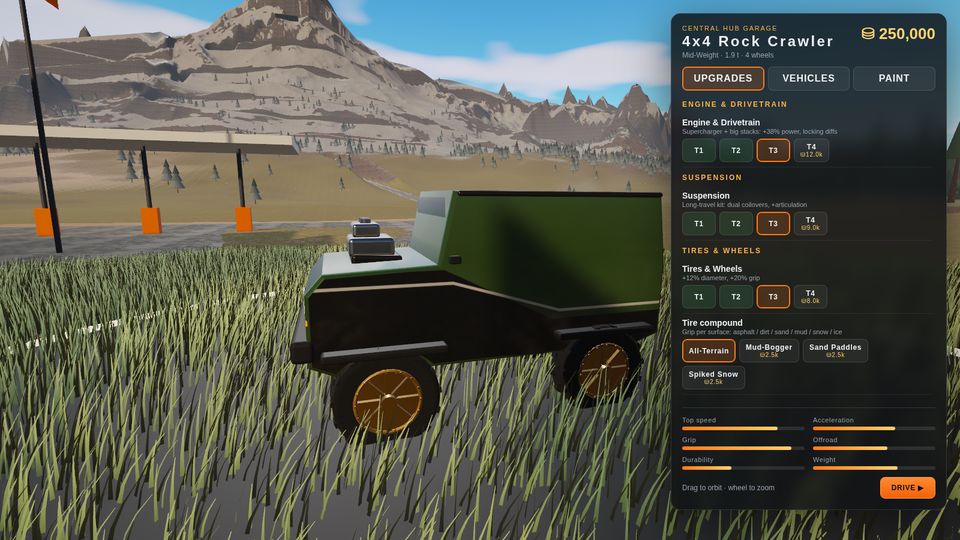 CENTRAL HUB GARAGE
250,000
4x4 Rock Crawler
Mid-Weight · 1.9 t · 4 wheels
UPGRADES VEHICLES PAINT
ENGINE & DRIVETRAIN
Engine & Drivetrain
Supercharger + big stacks: +38% power, locking diffs
T1 T2 T3 T4
12.0k
SUSPENSION
Suspension
Long-travel kit: dual coilovers, +articulation
T1 T2 T3 T4
9.0k
TIRES & WHEELS
Tires & Wheels
+12% diameter, +20% grip
T1 T2 T3 T4
8.0k
Tire compound
Grip per surface: asphalt / dirt / sand / mud / snow / ice
All-Terrain Mud-Bogger Sand Paddles
2.5k 2.5k
Spiked Snow
2.5k
Top speed Acceleration
Grip Offroad
Durability Weight
Drag to orbit · wheel to zoom
DRIVE ▶